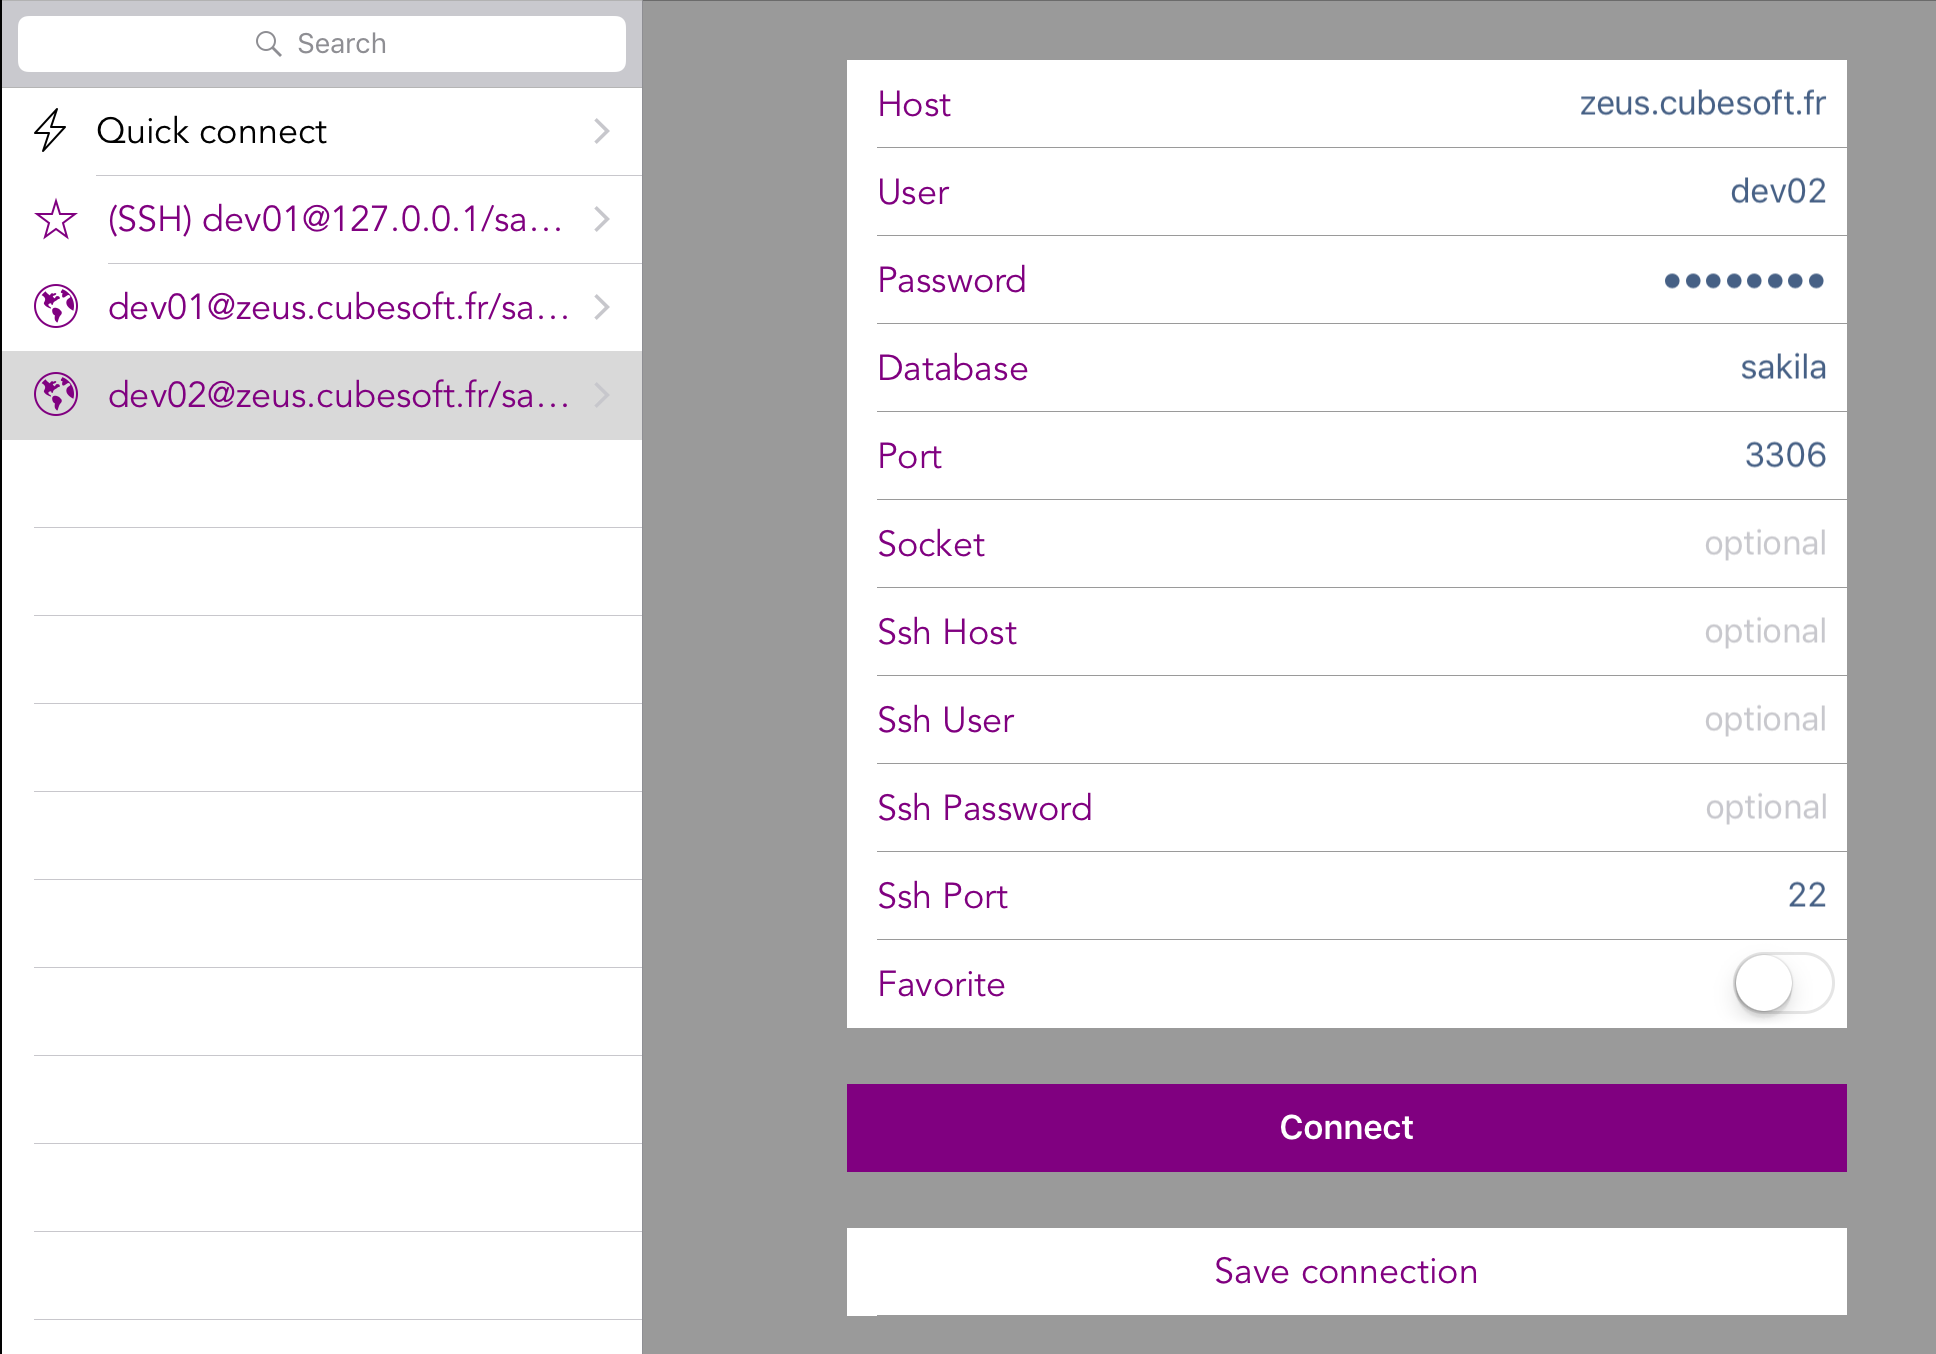 Search
Quick connect
(SSH) dev01@127.0.0.1/sa...
dev01@zeus.cubesoft.fr/sa...
dev02@zeus.cubesoft.fr/sa...
Host zeus.cubesoft.fr
User dev02
Password ••••••••
Database sakila
Port 3306
Socket optional
Ssh Host optional
Ssh User optional
Ssh Password optional
Ssh Port 22
Favorite
Connect
Save connection